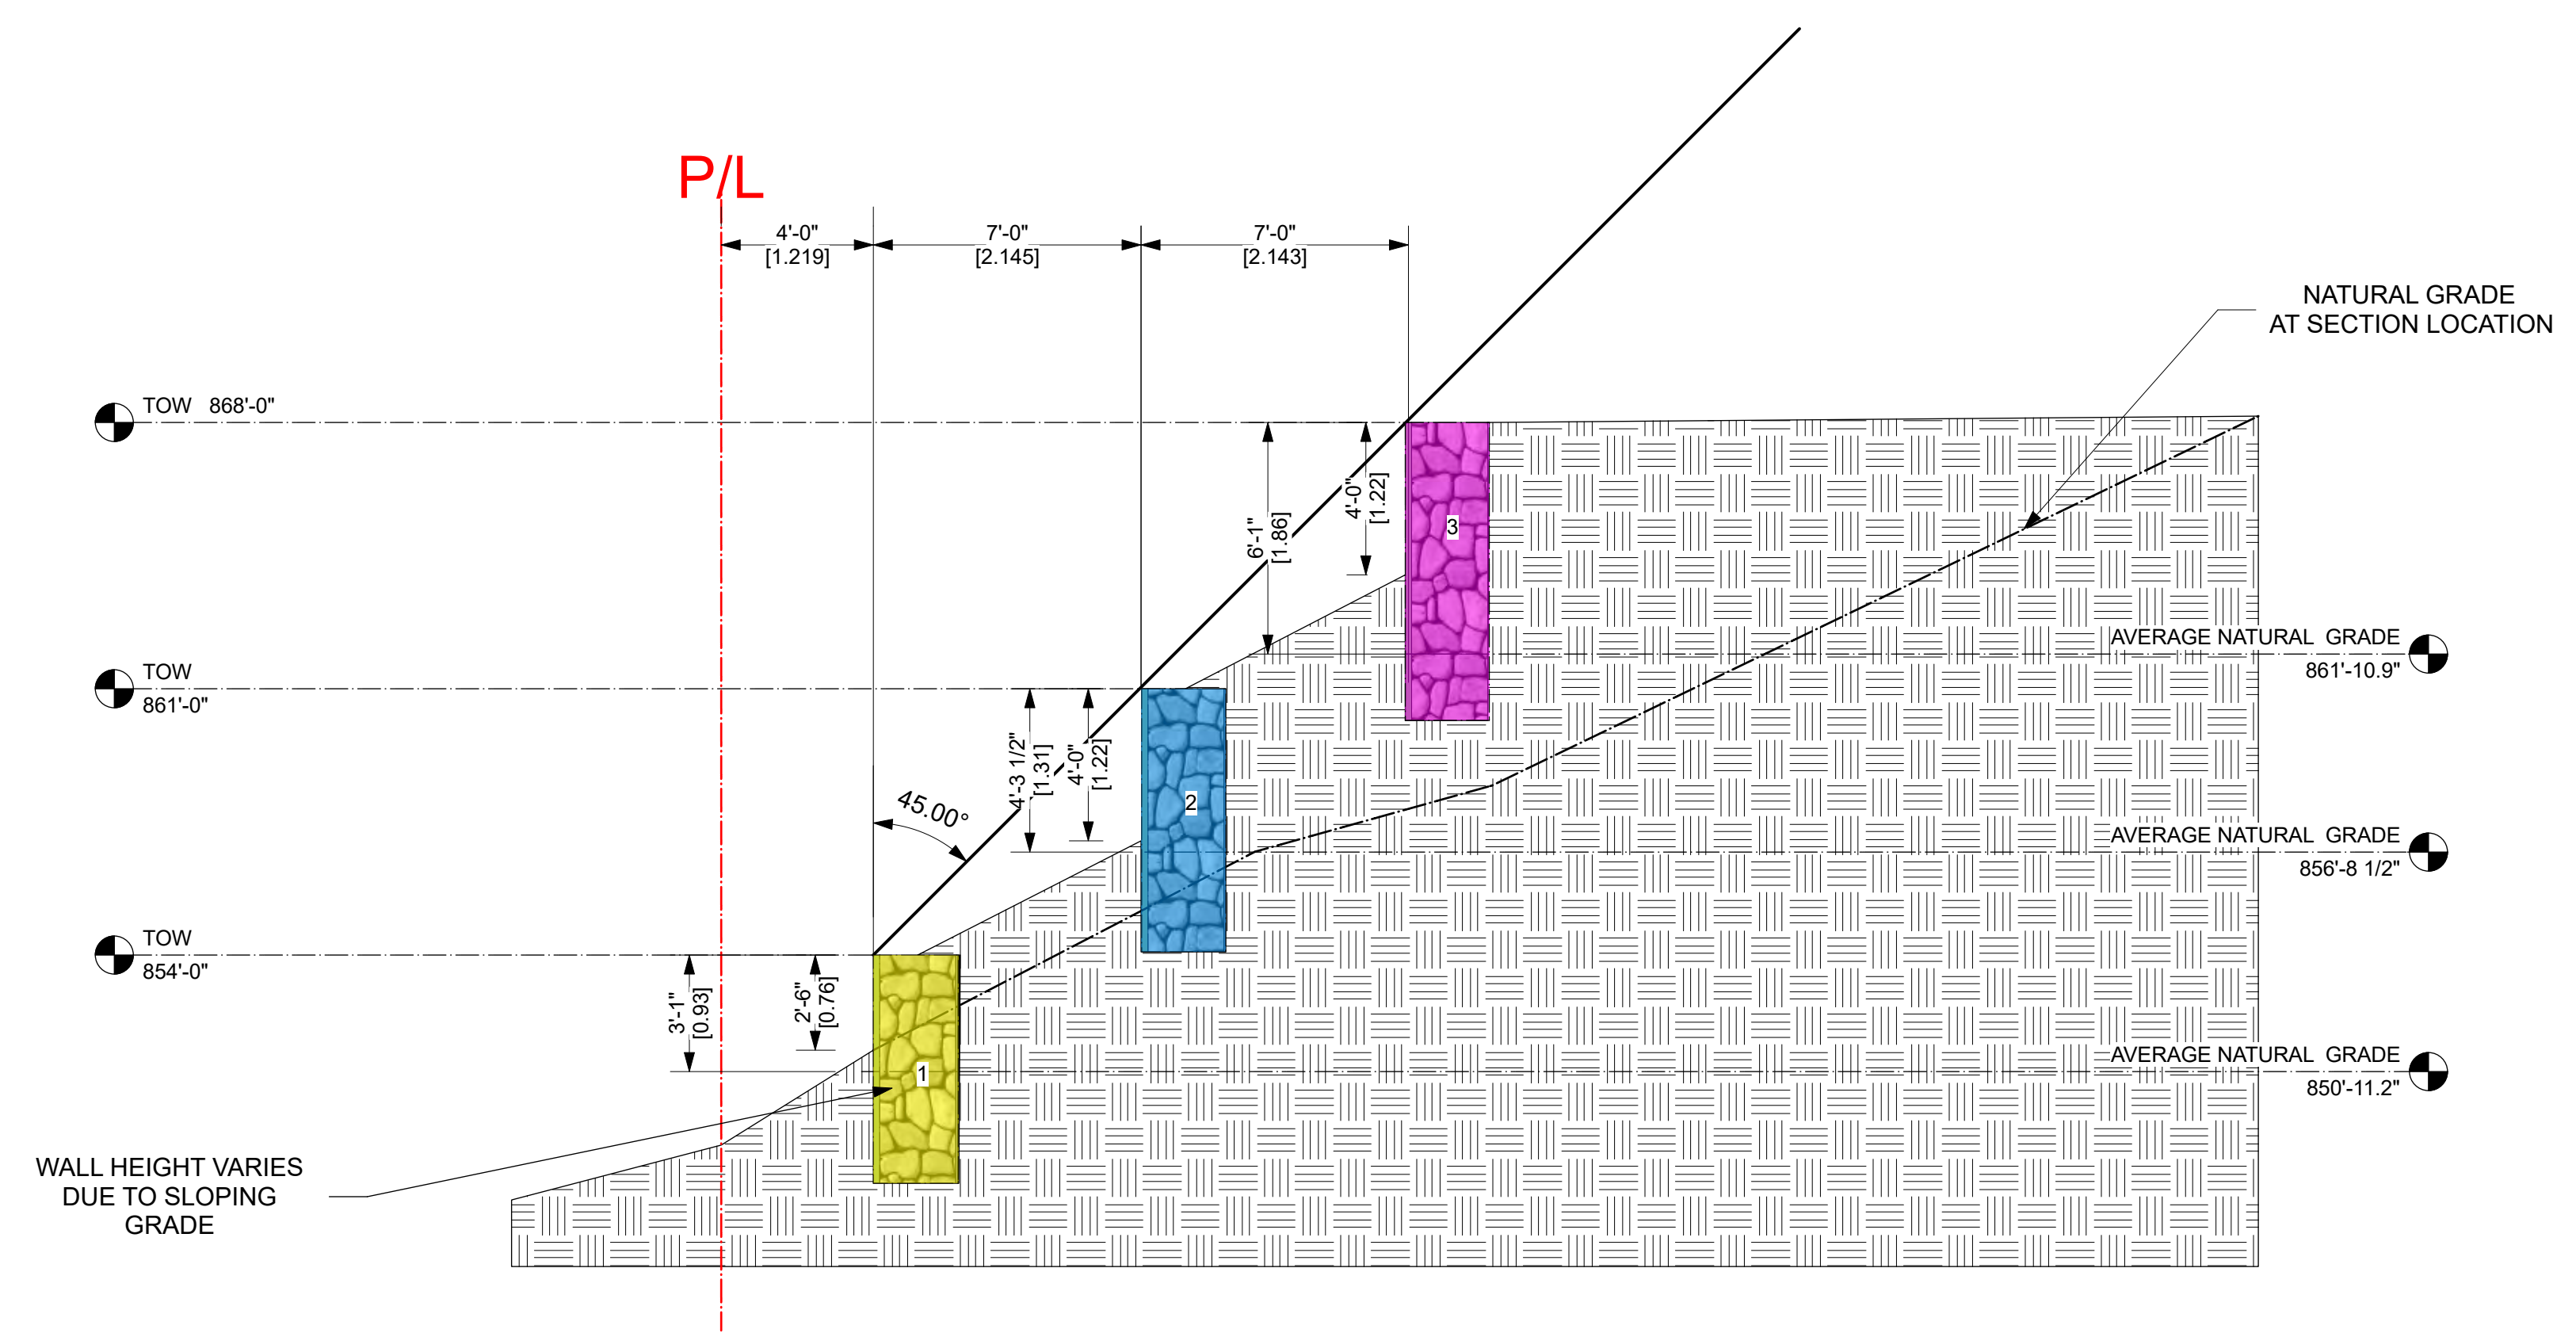 P/L
4'-0"
[1.219]
7'-0"
[2.145]
7'-0"
[2.143]
NATURAL GRADE
AT SECTION LOCATION
TOW 868'-0"
6'-1"
[1.86]
4'-0"
[1.22]
3
AVERAGE NATURAL GRADE
861'-10.9"
TOW
861'-0"
4'-3 1/2"
[1.31]
4'-0"
[1.22]
2
45.00°
AVERAGE NATURAL GRADE
856'-8 1/2"
TOW
854'-0"
3'-1"
[0.93]
2'-6"
[0.76]
1
AVERAGE NATURAL GRADE
850'-11.2"
WALL HEIGHT VARIES
DUE TO SLOPING
GRADE